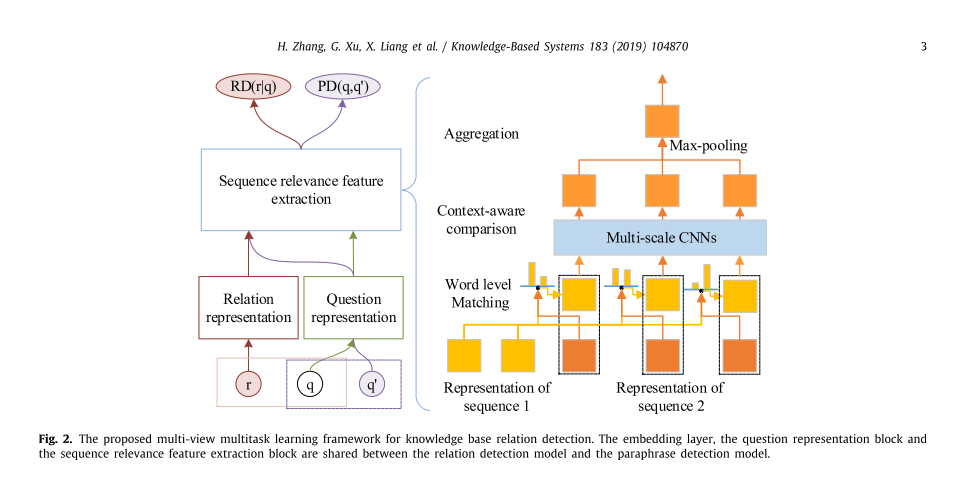 H. Zhang, G. Xu, X. Liang et al. / Knowledge-Based Systems 183 (2019) 104870
3
RD(r|q)
PD(q,q')
Sequence relevance feature
extraction
Relation
representation
Question
representation
r
q
q'
Aggregation
Max-pooling
Context-aware
comparison
Multi-scale CNNs
Word level
Matching
Representation of
sequence 1
Representation of
sequence 2
Fig. 2. The proposed multi-view multitask learning framework for knowledge base relation detection. The embedding layer, the question representation block and
the sequence relevance feature extraction block are shared between the relation detection model and the paraphrase detection model.